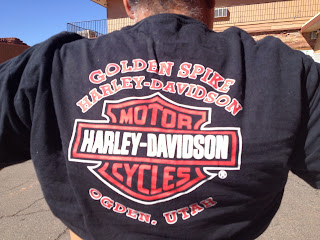 GOLDEN SPIKE
HARLEY-DAVIDSON
MOTOR
HARLEY-DAVIDSON
CYCLES
®
OGDEN, UTAH